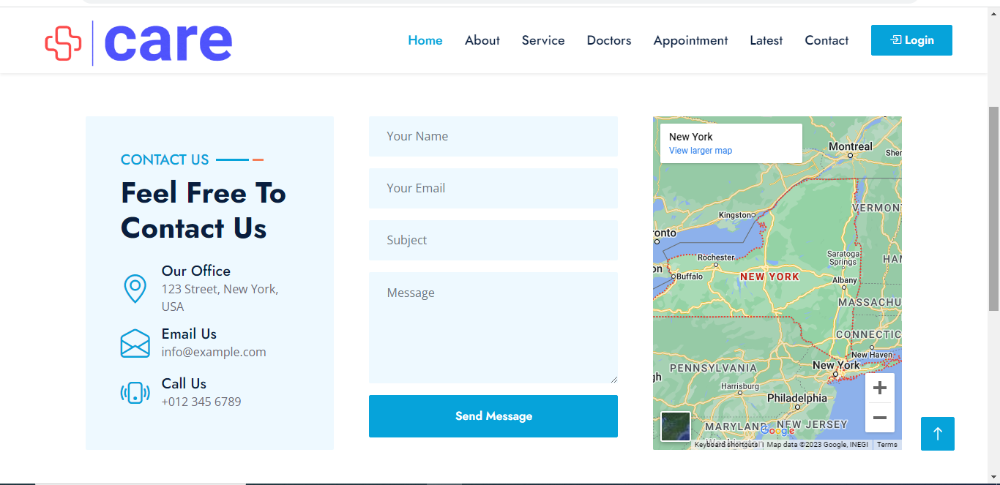 care
Home About Service Doctors Appointment Latest Contact Login
CONTACT US
Feel Free To
Contact Us
Our Office
123 Street, New York,
USA
Email Us
info@example.com
Call Us
+012 345 6789
Your Name
Your Email
Subject
Message
Send Message
New York
View larger map
Montreal
Sher
Kingston
VERMONT
ronto
Rochester
Saratoga
Springs
HAM
on
Buffalo
NEW YORK
Albany
MASSACHU
CONNECTIC
New Haven
PENNSYLVANIA
New York
gh
Harrisburg
Philadelphia
MARYLAND
NEW JERSEY
Google
Keyboard shortcuts
Map data ©2023 Google, INEGI
Terms